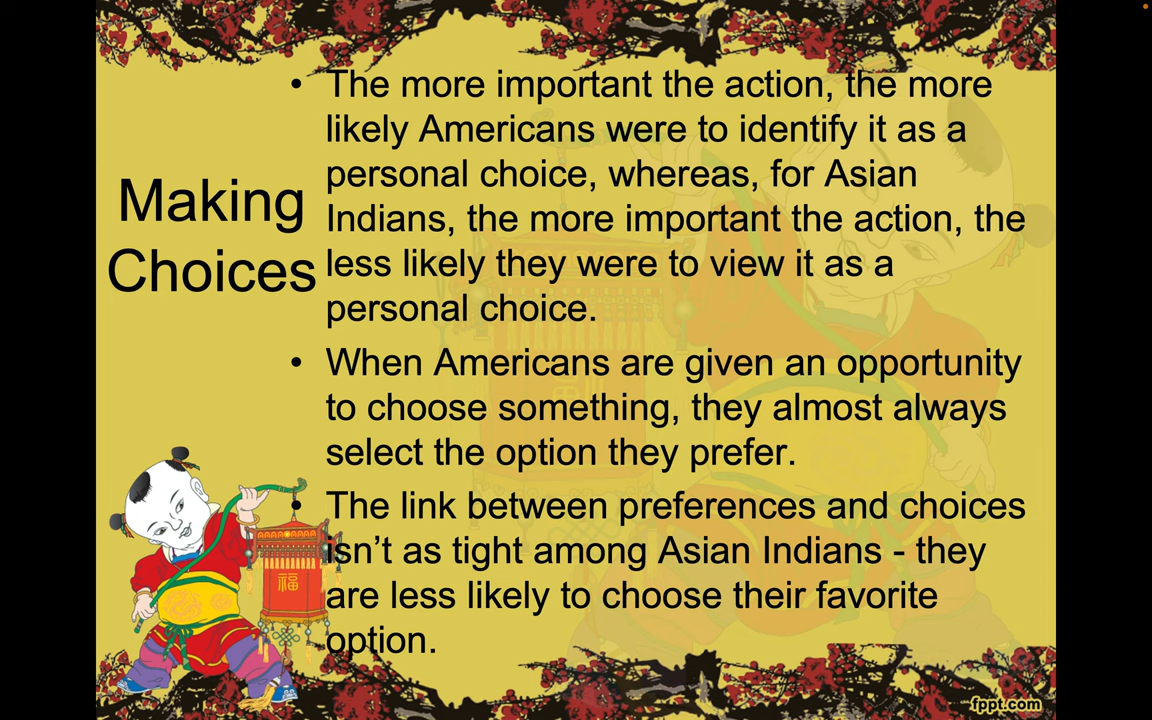 Making
Choices
• The more important the action, the more
likely Americans were to identify it as a
personal choice, whereas, for Asian
Indians, the more important the action, the
less likely they were to view it as a
personal choice.
• When Americans are given an opportunity
to choose something, they almost always
select the option they prefer.
• The link between preferences and choices
isn't as tight among Asian Indians - they
are less likely to choose their favorite
option.
福
fppt.com